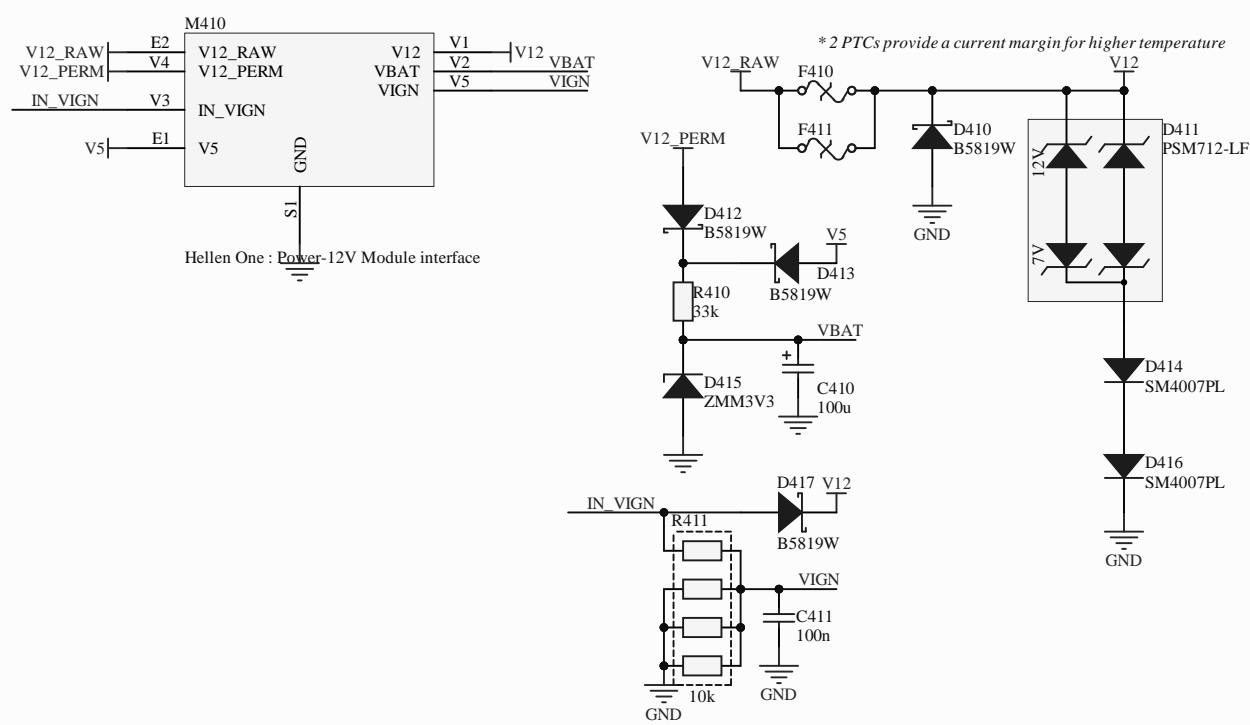 M410
V12_RAW
E2
V12_RAW
V12
V1
V12
V12_PERM
V4
V12_PERM
VBAT
V2
VBAT
VIGN
V5
VIGN
IN_VIGN
V3
IN_VIGN
V5
E1
V5
GND
S1
Hellen One : Power-12V Module interface
* 2 PTCs provide a current margin for higher temperature
V12_RAW
F410
V12
F411
D410
B5819W
GND
D411
PSM712-LF
12V
7V
V12_PERM
D412
B5819W
V5
D413
B5819W
R410
33k
VBAT
+
C410
100u
D415
ZMM3V3
D414
SM4007PL
D416
SM4007PL
GND
IN_VIGN
D417
V12
B5819W
R411
VIGN
C411
100n
GND
10k
GND